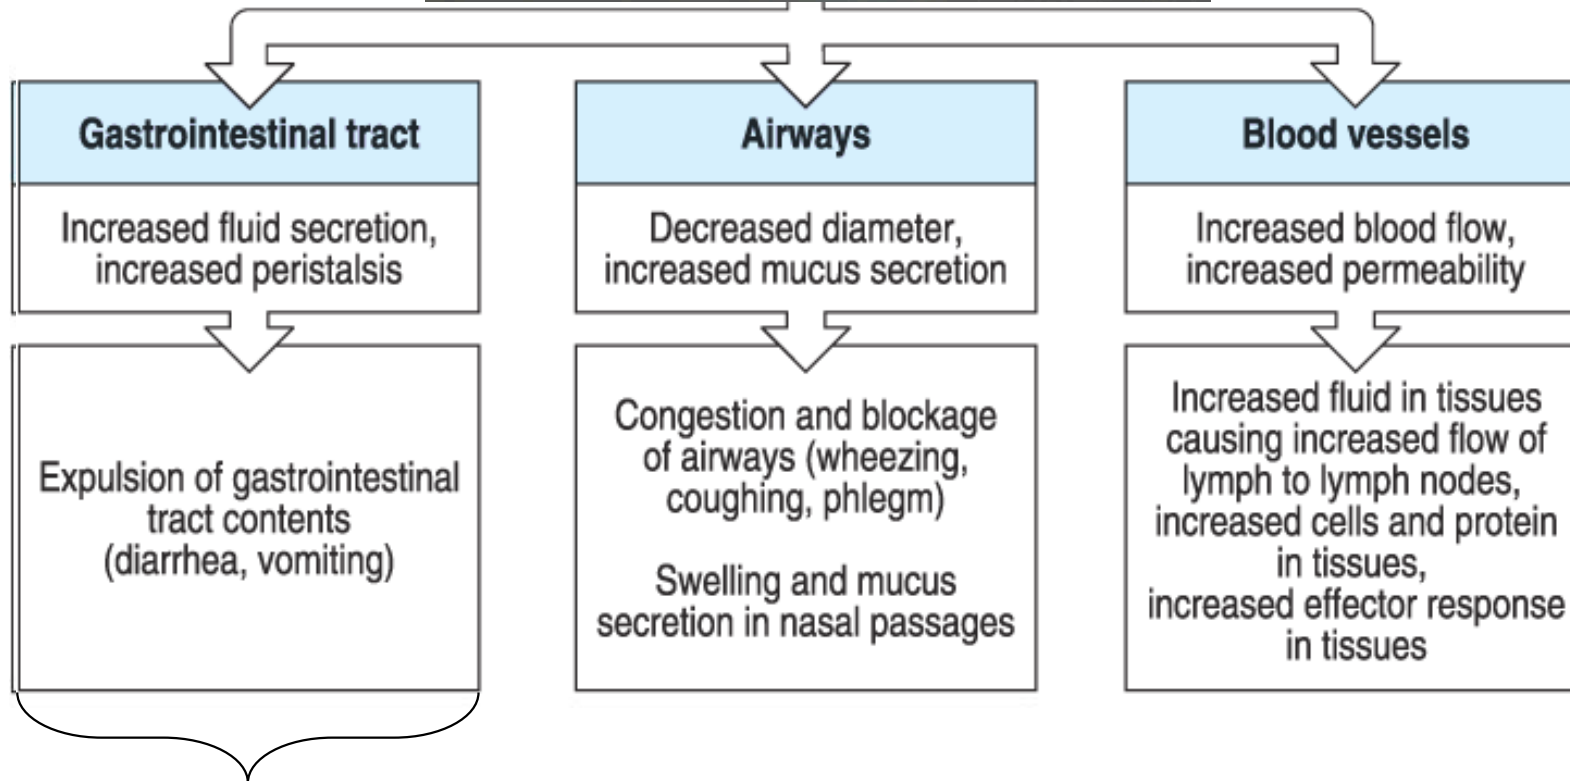 Gastrointestinal tract
Increased fluid secretion,
increased peristalsis
Expulsion of gastrointestinal
tract contents
(diarrhea, vomiting)
Airways
Decreased diameter,
increased mucus secretion
Congestion and blockage
of airways (wheezing,
coughing, phlegm)
Swelling and mucus
secretion in nasal passages
Blood vessels
Increased blood flow,
increased permeability
Increased fluid in tissues
causing increased flow of
lymph to lymph nodes,
increased cells and protein
in tissues,
increased effector response
in tissues